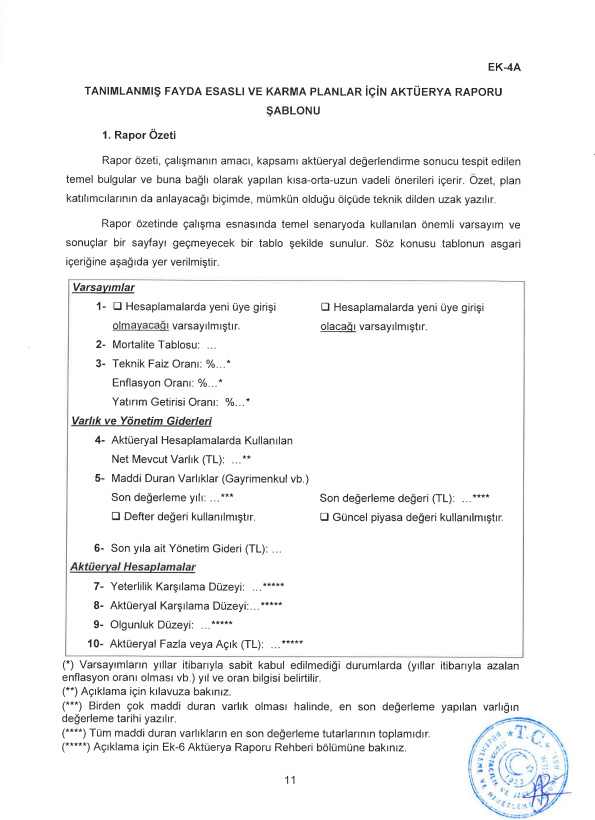 EK-4A
TANIMLANMIŞ FAYDA ESASLI VE KARMA PLANLAR İÇİN AKTÜERYA RAPORU
ŞABLONU
1. Rapor Özeti
Rapor özeti, çalışmanın amacı, kapsamı aktüeryal değerlendirme sonucu tespit edilen
temel bulgular ve buna bağlı olarak yapılan kısa-orta-uzun vadeli önerileri içerir. Özet, plan
katılımcılarının da anlayacağı biçimde, mümkün olduğu ölçüde teknik dilden uzak yazılır.
Rapor özetinde çalışma esnasında temel senaryoda kullanılan önemli varsayım ve
sonuçlar bir sayfayı geçmeyecek bir tablo şekilde sunulur. Söz konusu tablonun asgari
içeriğine aşağıda yer verilmiştir.
Varsayımlar
1- ❑ Hesaplamalarda yeni üye girişi ❑ Hesaplamalarda yeni üye girişi
olmayacağı varsayılmıştır. olacağı varsayılmıştır.
2- Mortalite Tablosu: …
3- Teknik Faiz Oranı: %…*
Enflasyon Oranı: %…*
Yatırım Getirisi Oranı: %…*
Varlık ve Yönetim Giderleri
4- Aktüeryal Hesaplamalarda Kullanılan
Net Mevcut Varlık (TL): …**
5- Maddi Duran Varlıklar (Gayrimenkul vb.)
Son değerleme yılı: …*** Son değerleme değeri (TL): …****
❑ Defter değeri kullanılmıştır. ❑ Güncel piyasa değeri kullanılmıştır.
6- Son yıla ait Yönetim Gideri (TL): …
Aktüeryal Hesaplamalar
7- Yeterlilik Karşılama Düzeyi: …*****
8- Aktüeryal Karşılama Düzeyi:…*****
9- Olgunluk Düzeyi: …*****
10- Aktüeryal Fazla veya Açık (TL): …*****
(*) Varsayımların yıllar itibarıyla sabit kabul edilmediği durumlarda (yıllar itibarıyla azalan
enflasyon oranı olması vb.) yıl ve oran bilgisi belirtilir.
(**) Açıklama için kılavuza bakınız.
(***) Birden çok maddi duran varlık olması halinde, en son değerleme yapılan varlığın
değerleme tarihi yazılır.
(****) Tüm maddi duran varlıkların en son değerleme tutarlarının toplamıdır.
(*****) Açıklama için Ek-6 Aktüerya Raporu Rehberi bölümüne bakınız.
T.C.
11